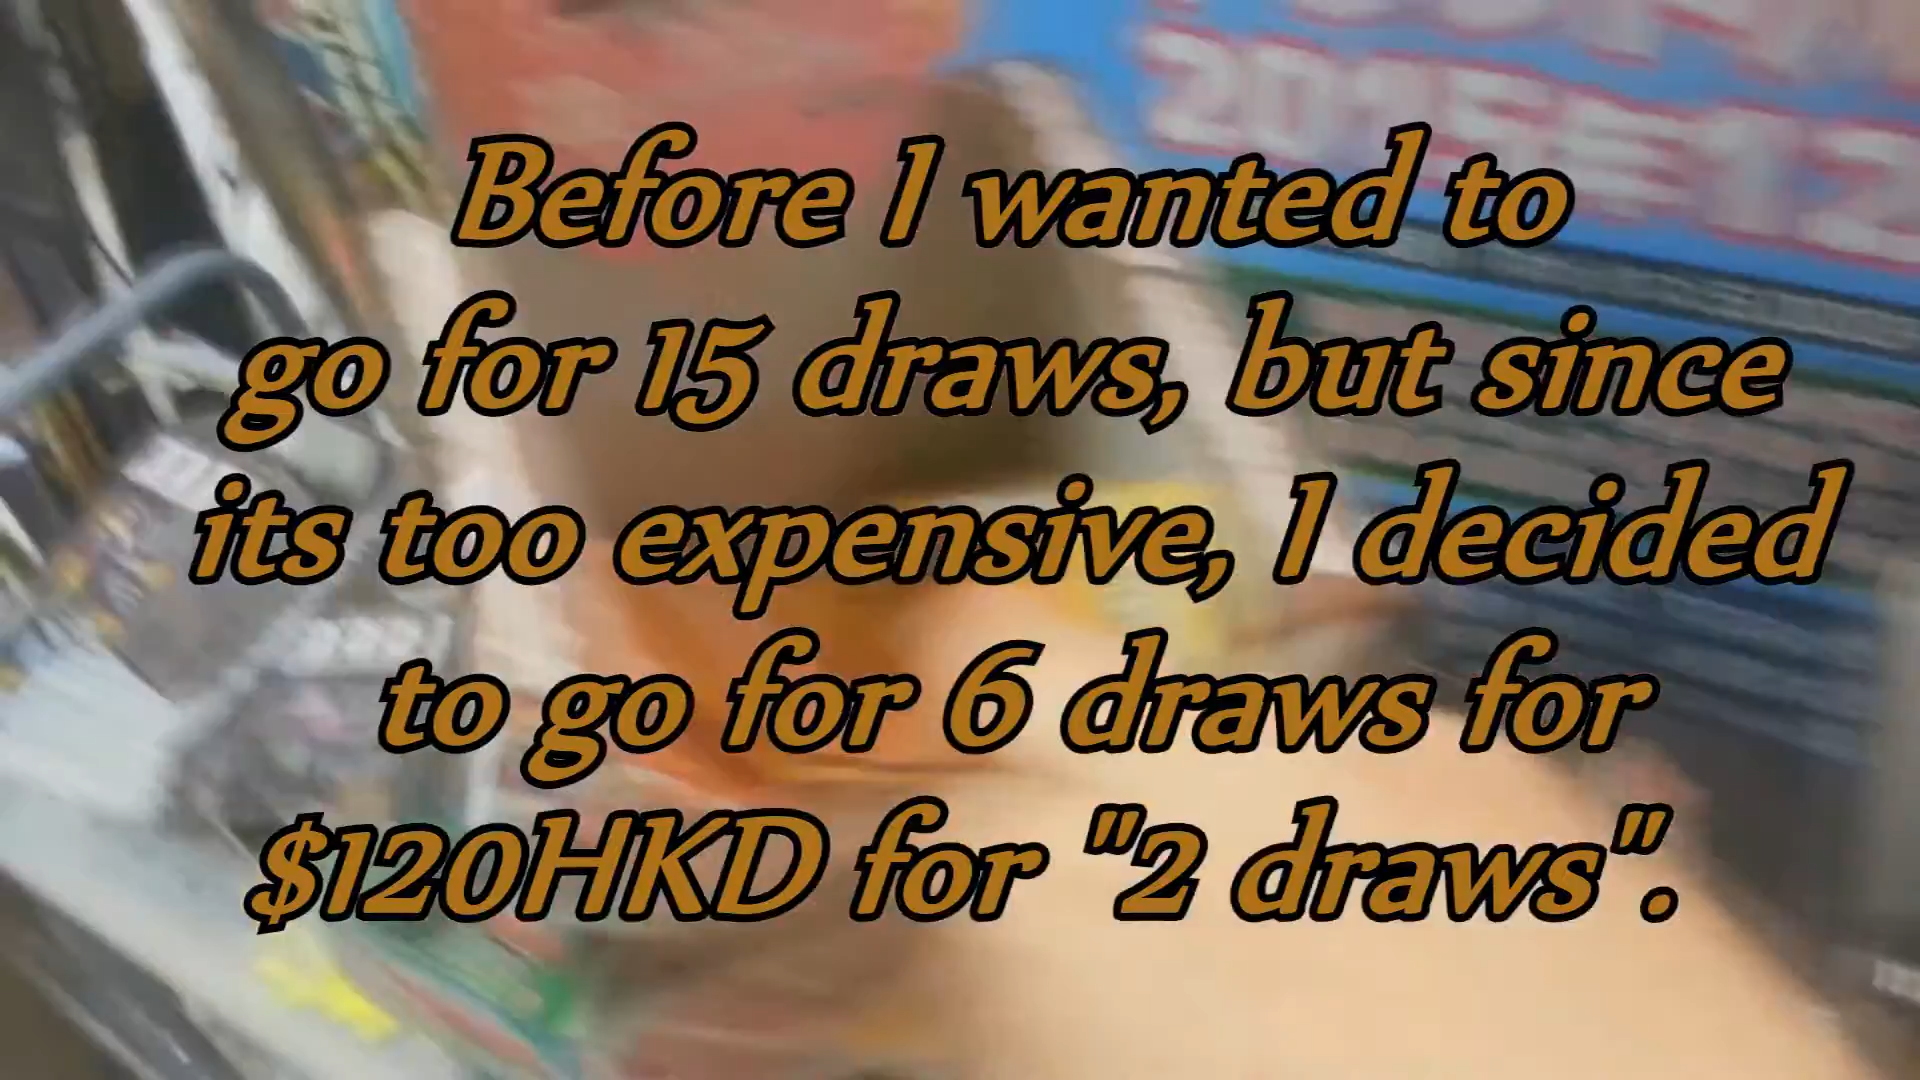 Before I wanted to
go for 15 draws, but since
its too expensive, I decided
to go for 6 draws for
$120HKD for "2 draws".